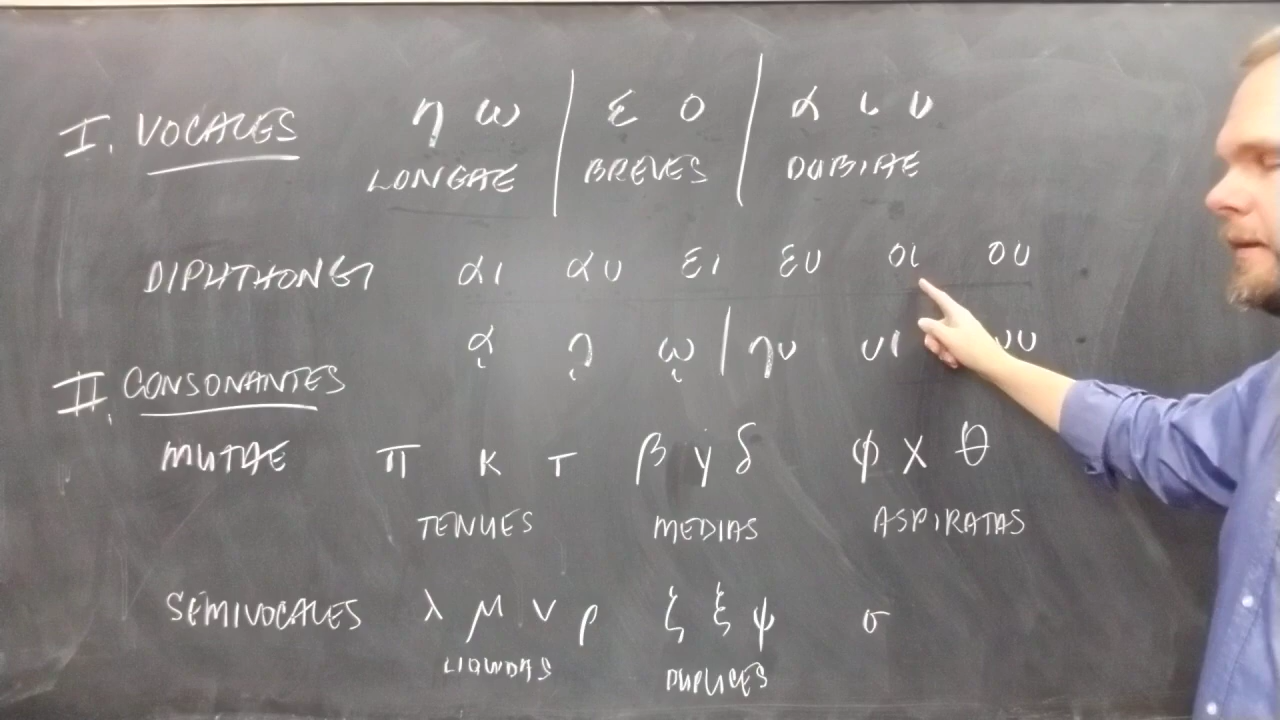 I. VOCALES η ω | ε ο | α ι υ
LONGAE BREVES DUBIAE
DIPHTHONGI αι αυ ει ευ οι ου
ᾳ ῃ ῳ | ηυ υι ωυ
II. CONSONANTES
MUTAE π κ τ β γ δ φ χ θ
TENUES MEDIAS ASPIRATAS
SEMIVOCALES λ μ ν ρ ζ ξ ψ σ
LIQUIDAS DUPLICES